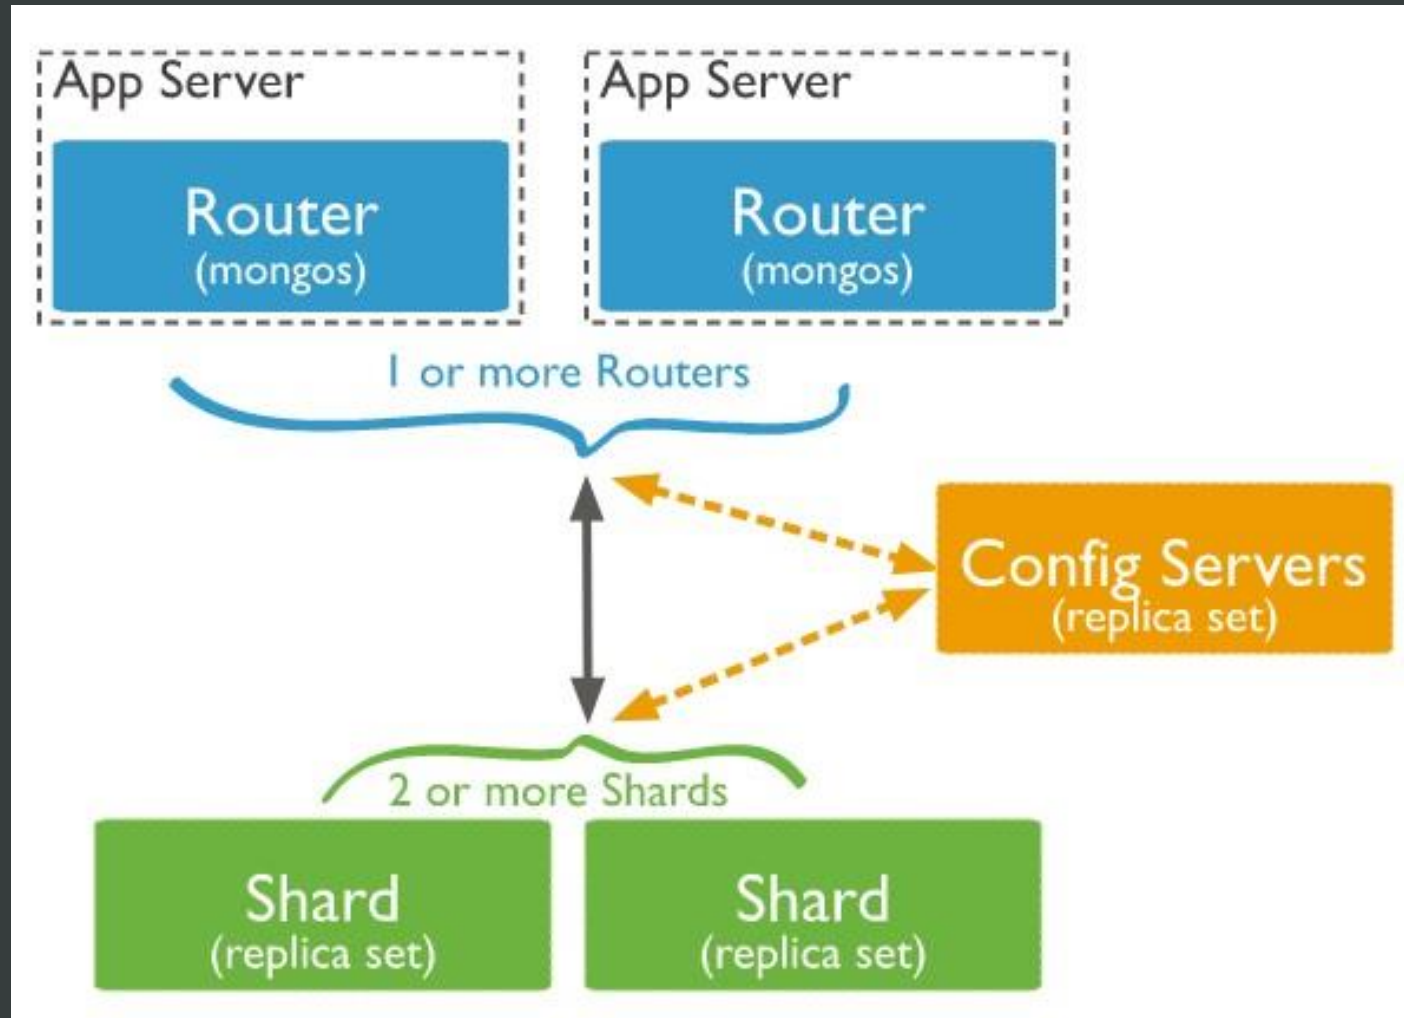 App Server
Router
(mongos)
App Server
Router
(mongos)
1 or more Routers
Config Servers
(replica set)
2 or more Shards
Shard
(replica set)
Shard
(replica set)